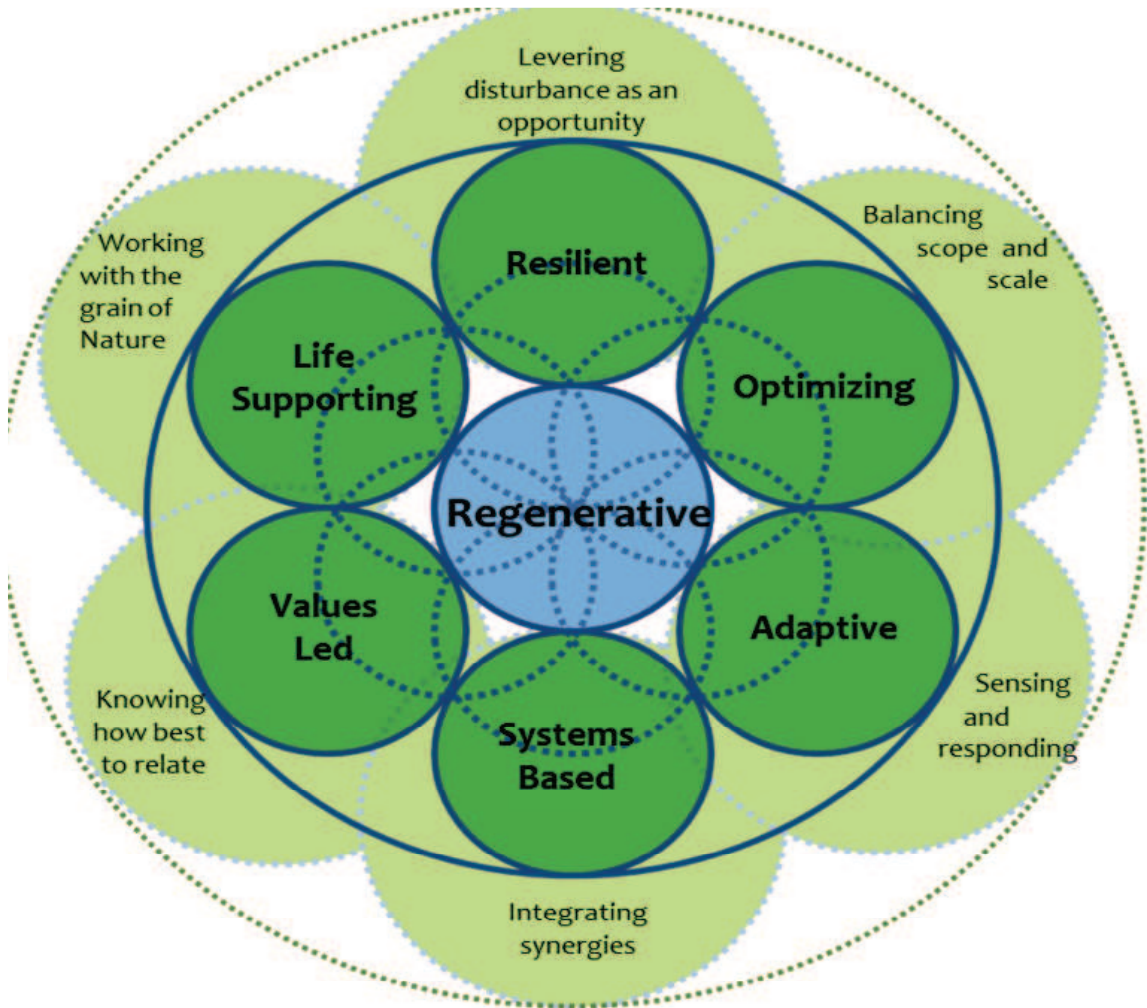 Levering
disturbance as an
opportunity
Working
with the
grain of
Nature
Balancing
scope and
scale
Resilient
Life
Supporting
Optimizing
Regenerative
Values
Led
Adaptive
Systems
Based
Knowing
how best
to relate
Sensing
and
responding
Integrating
synergies